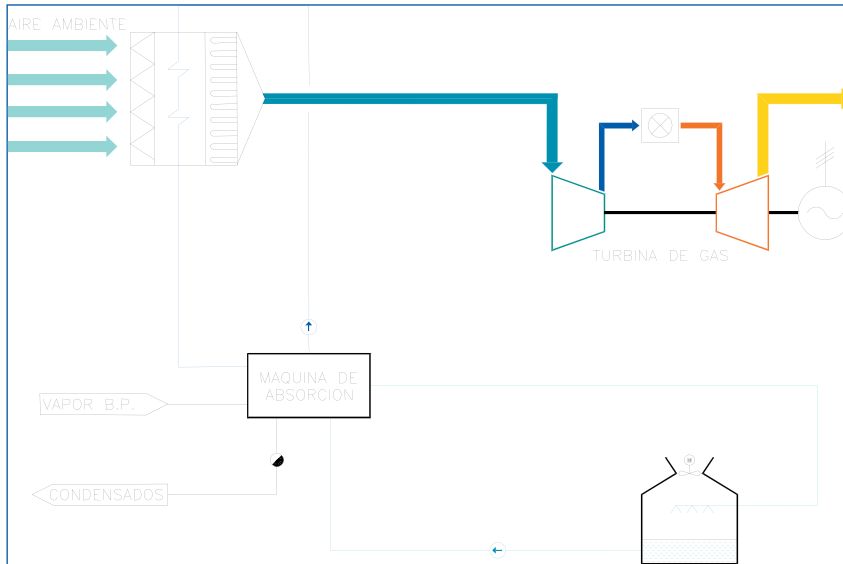 AIRE AMBIENTE
TURBINA DE GAS
MAQUINA DE
ABSORCION
VAPOR B.P.
CONDENSADOS
M